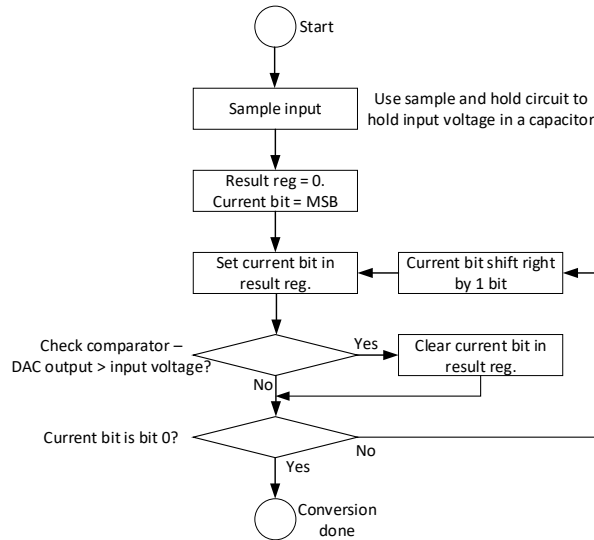 Start
Sample input
Use sample and hold circuit to
hold input voltage in a capacitor
Result reg = 0.
Current bit = MSB
Set current bit in
result reg.
Current bit shift right
by 1 bit
Check comparator –
DAC output > input voltage?
Yes
Clear current bit in
result reg.
No
Current bit is bit 0?
No
Yes
Conversion
done